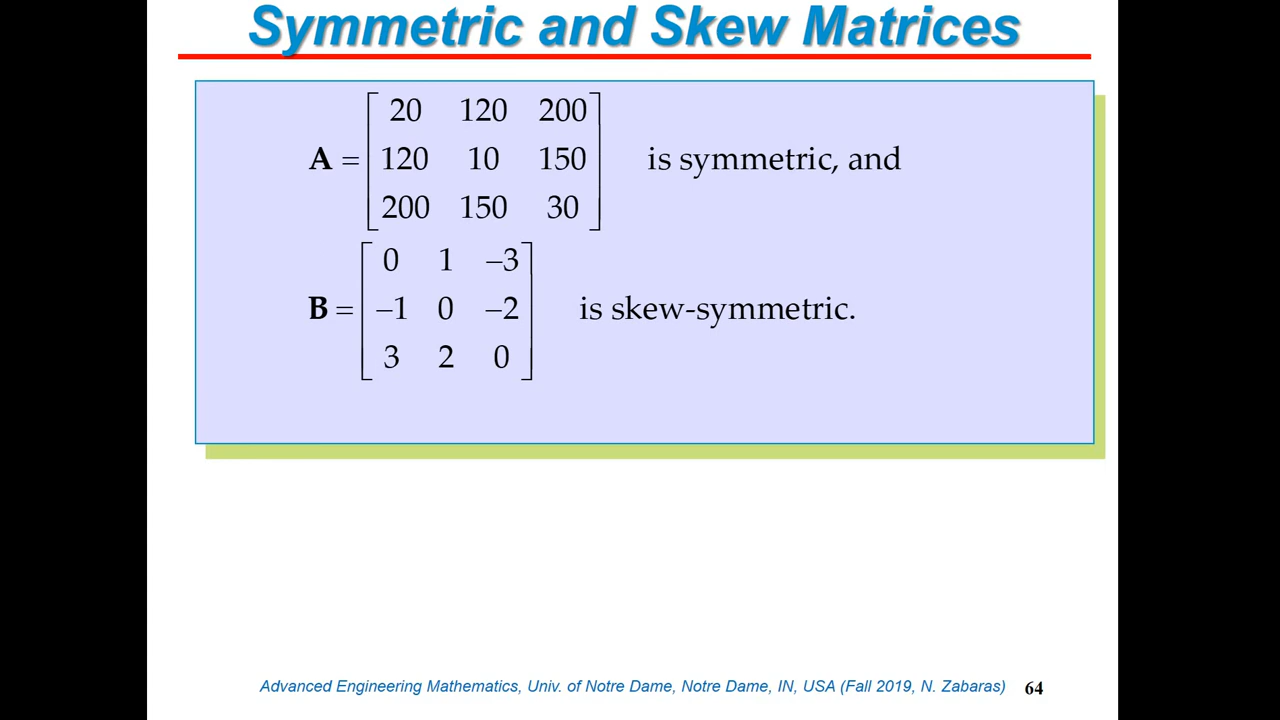 Symmetric and Skew Matrices
20 120 200
A = 120 10 150 is symmetric, and
200 150 30
0 1 –3
B = –1 0 –2 is skew-symmetric.
3 2 0
Advanced Engineering Mathematics, Univ. of Notre Dame, Notre Dame, IN, USA (Fall 2019, N. Zabaras) 64